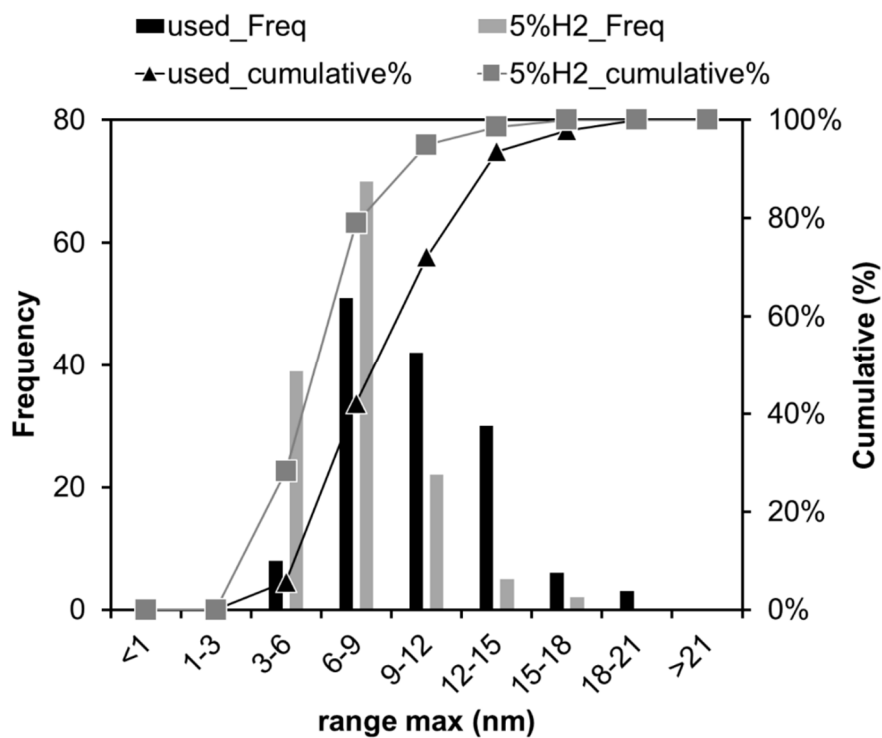 used_Freq 5%H2_Freq
used_cumulative% 5%H2_cumulative%
80 100%
80%
60
60%
40
40%
20
20%
0 0%
Frequency
Cumulative (%)
<1 1-3 3-6 6-9 9-12 12-15 15-18 18-21 >21
range max (nm)